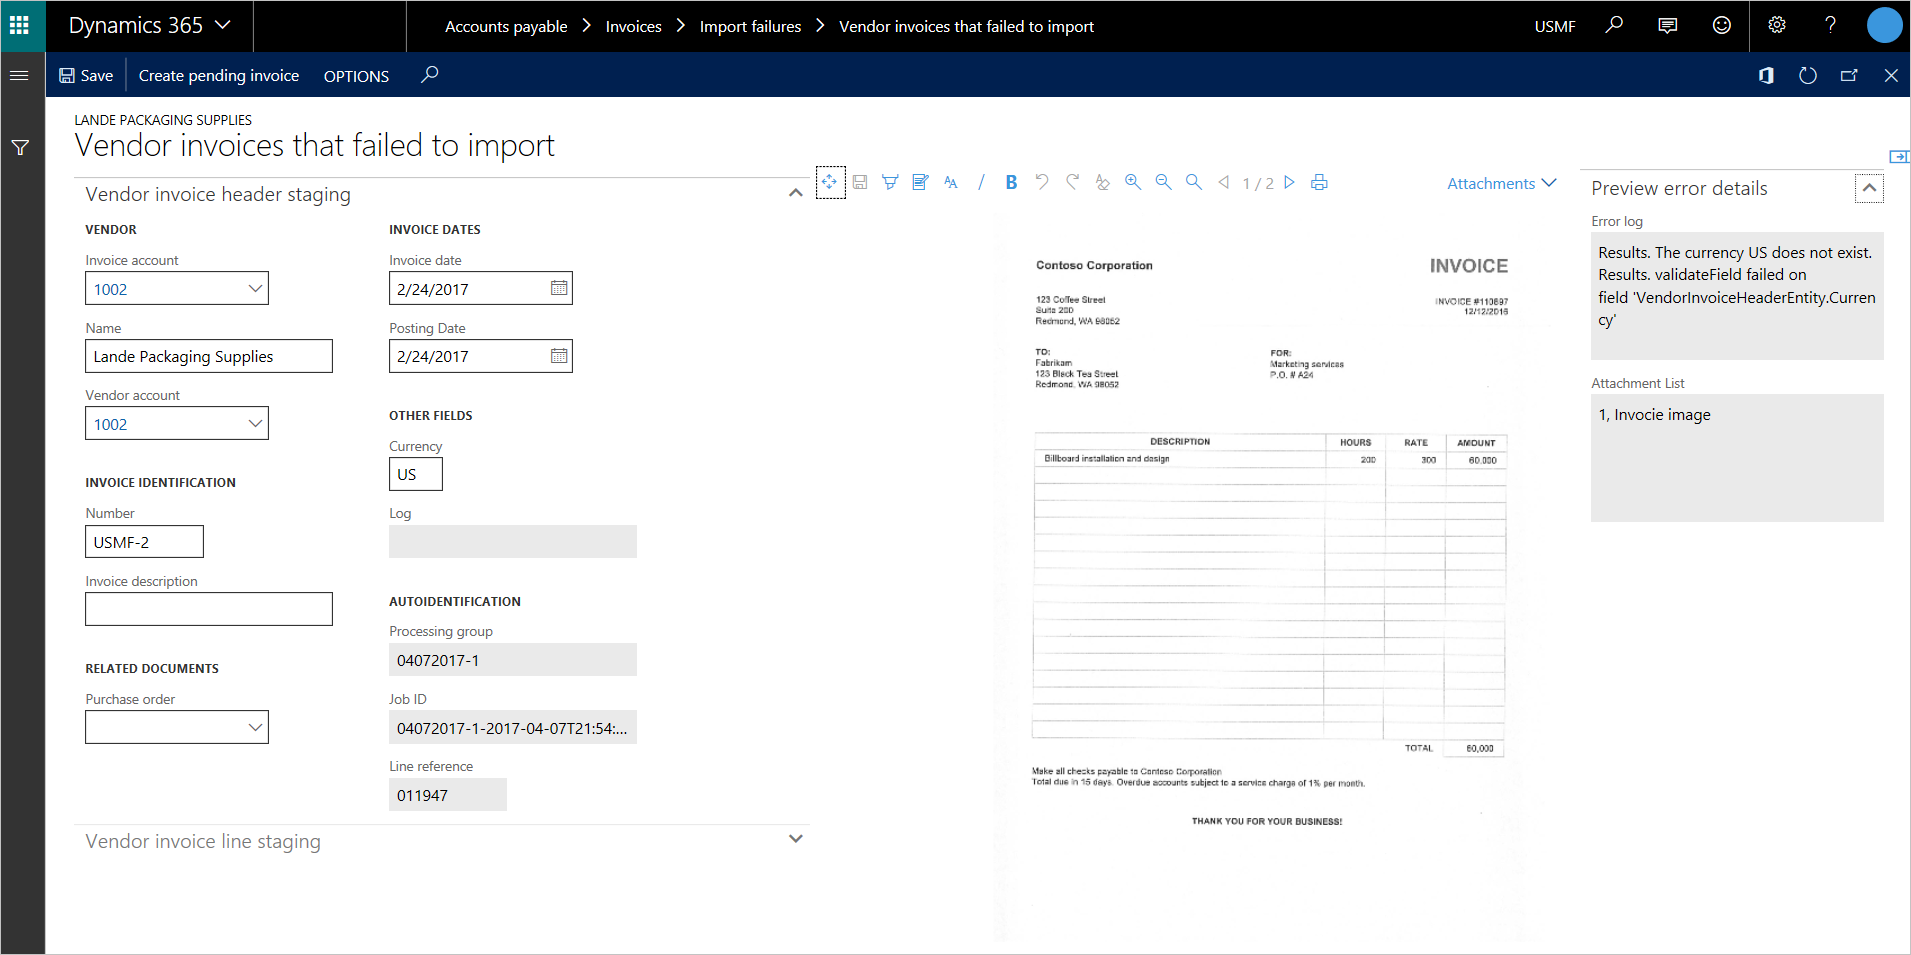 Dynamics 365
Accounts payable > Invoices > Import failures > Vendor invoices that failed to import
USMF
?
Save
Create pending invoice
OPTIONS
LANDE PACKAGING SUPPLIES
Vendor invoices that failed to import
Vendor invoice header staging
VENDOR
Invoice account
1002
Name
Lande Packaging Supplies
Vendor account
1002
INVOICE IDENTIFICATION
Number
USMF-2
Invoice description
RELATED DOCUMENTS
Purchase order
INVOICE DATES
Invoice date
2/24/2017
Posting Date
2/24/2017
OTHER FIELDS
Currency
US
Log
AUTOIDENTIFICATION
Processing group
04072017-1
Job ID
04072017-1-2017-04-07T21:54:...
Line reference
011947
Vendor invoice line staging
B
1 / 2
Attachments
Contoso Corporation
INVOICE
123 Coffee Street
Suite 200
Redmond, WA 98052
INVOICE #110897
12/12/2016
TO:
Fabrikam
123 Black Tea Street
Redmond, WA 98052
FOR:
Marketing services
P.O. # A24
DESCRIPTION HOURS RATE AMOUNT
Billboard installation and design 200 300 60,000
TOTAL 60,000
Make all checks payable to Contoso Corporation
Total due in 15 days. Overdue accounts subject to a service charge of 1% per month.
THANK YOU FOR YOUR BUSINESS!
Preview error details
Error log
Results. The currency US does not exist.
Results. validateField failed on
field 'VendorInvoiceHeaderEntity.Curren
cy'
Attachment List
1, Invocie image